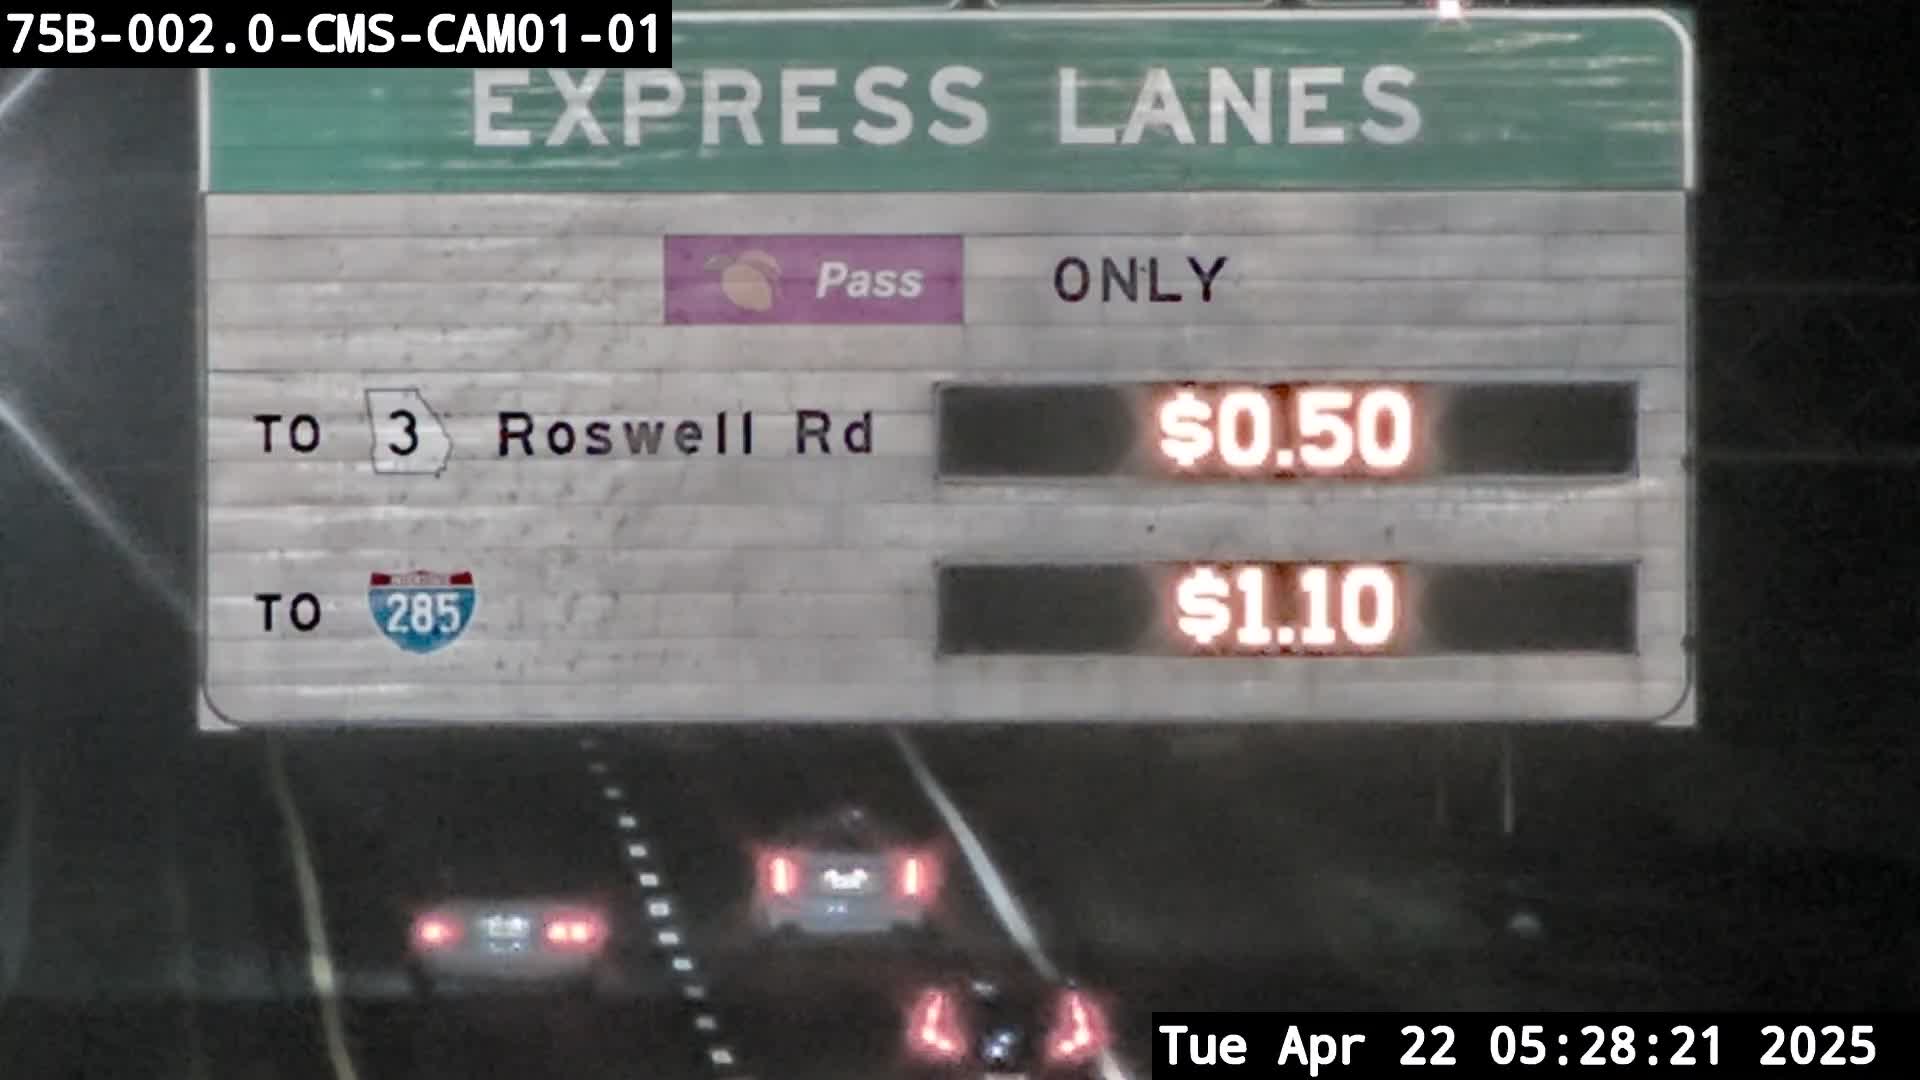 75B-002.0-CMS-CAM01-01
EXPRESS LANES
Pass ONLY
TO 3 Roswell Rd $0.50
TO 285 $1.10
Tue Apr 22 05:28:21 2025